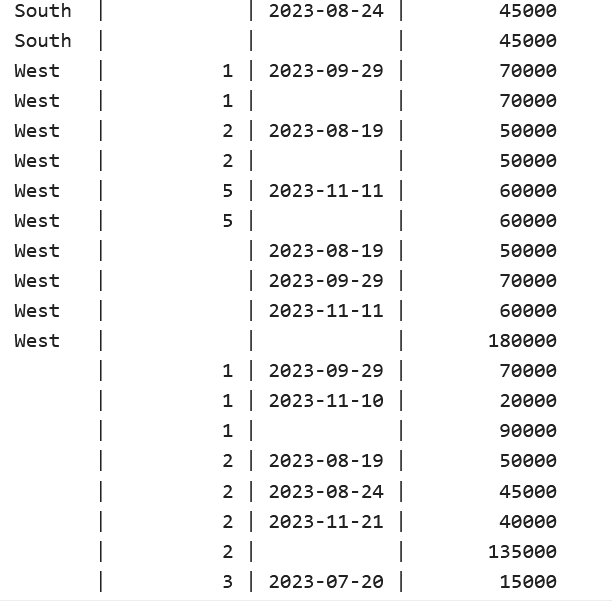 South  |            | 2023-08-24 |        45000
South  |            |            |        45000
West   |          1 | 2023-09-29 |        70000
West   |          1 |            |        70000
West   |          2 | 2023-08-19 |        50000
West   |          2 |            |        50000
West   |          5 | 2023-11-11 |        60000
West   |          5 |            |        60000
West   |            | 2023-08-19 |        50000
West   |            | 2023-09-29 |        70000
West   |            | 2023-11-11 |        60000
West   |            |            |       180000
       |          1 | 2023-09-29 |        70000
       |          1 | 2023-11-10 |        20000
       |          1 |            |        90000
       |          2 | 2023-08-19 |        50000
       |          2 | 2023-08-24 |        45000
       |          2 | 2023-11-21 |        40000
       |          2 |            |       135000
       |          3 | 2023-07-20 |        15000